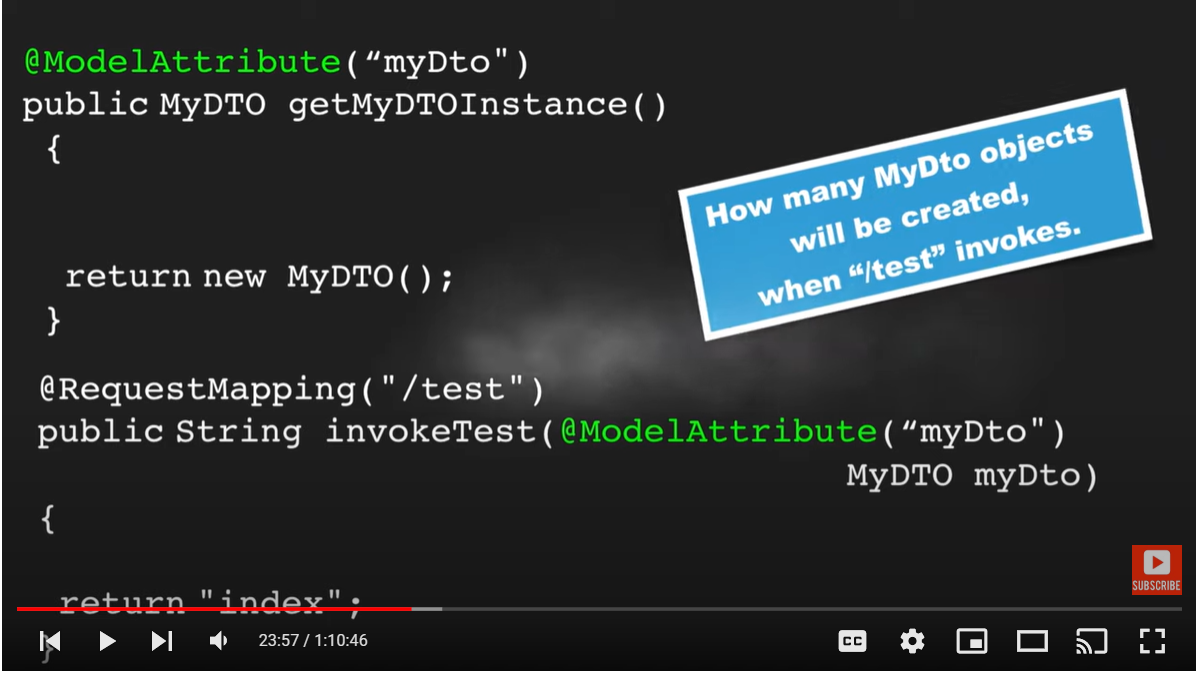 @ModelAttribute(“myDto")
public MyDTO getMyDTOInstance()
{
return new MyDTO();
}
How many MyDto objects
will be created,
when “/test” invokes.
@RequestMapping("/test")
public String invokeTest(@ModelAttribute(“myDto")
MyDTO myDto)
{
return "index";
}
SUBSCRIBE
23:57 / 1:10:46
CC